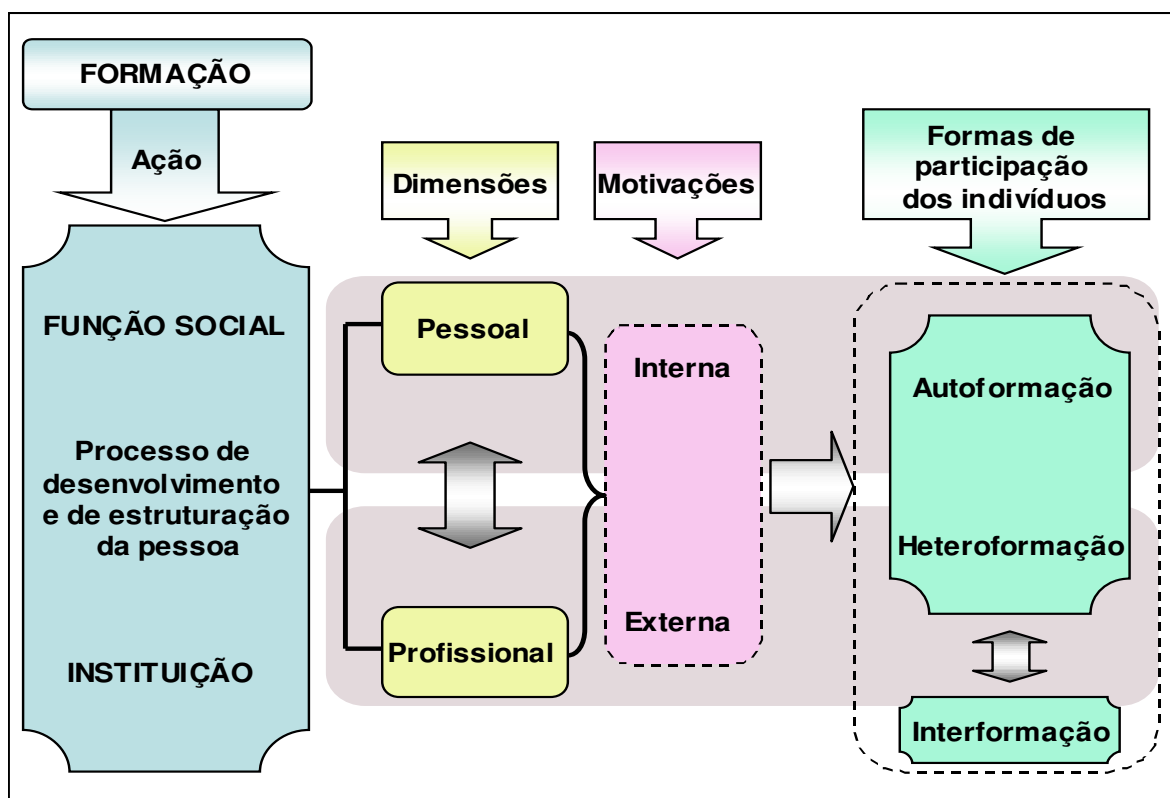 FORMAÇÃO
Ação
FUNÇÃO SOCIAL
Processo de
desenvolvimento
e de estruturação
da pessoa
INSTITUIÇÃO
Dimensões
Pessoal
Profissional
Motivações
Interna
Externa
Formas de
participação
dos indivíduos
Autoformação
Heteroformação
Interformação